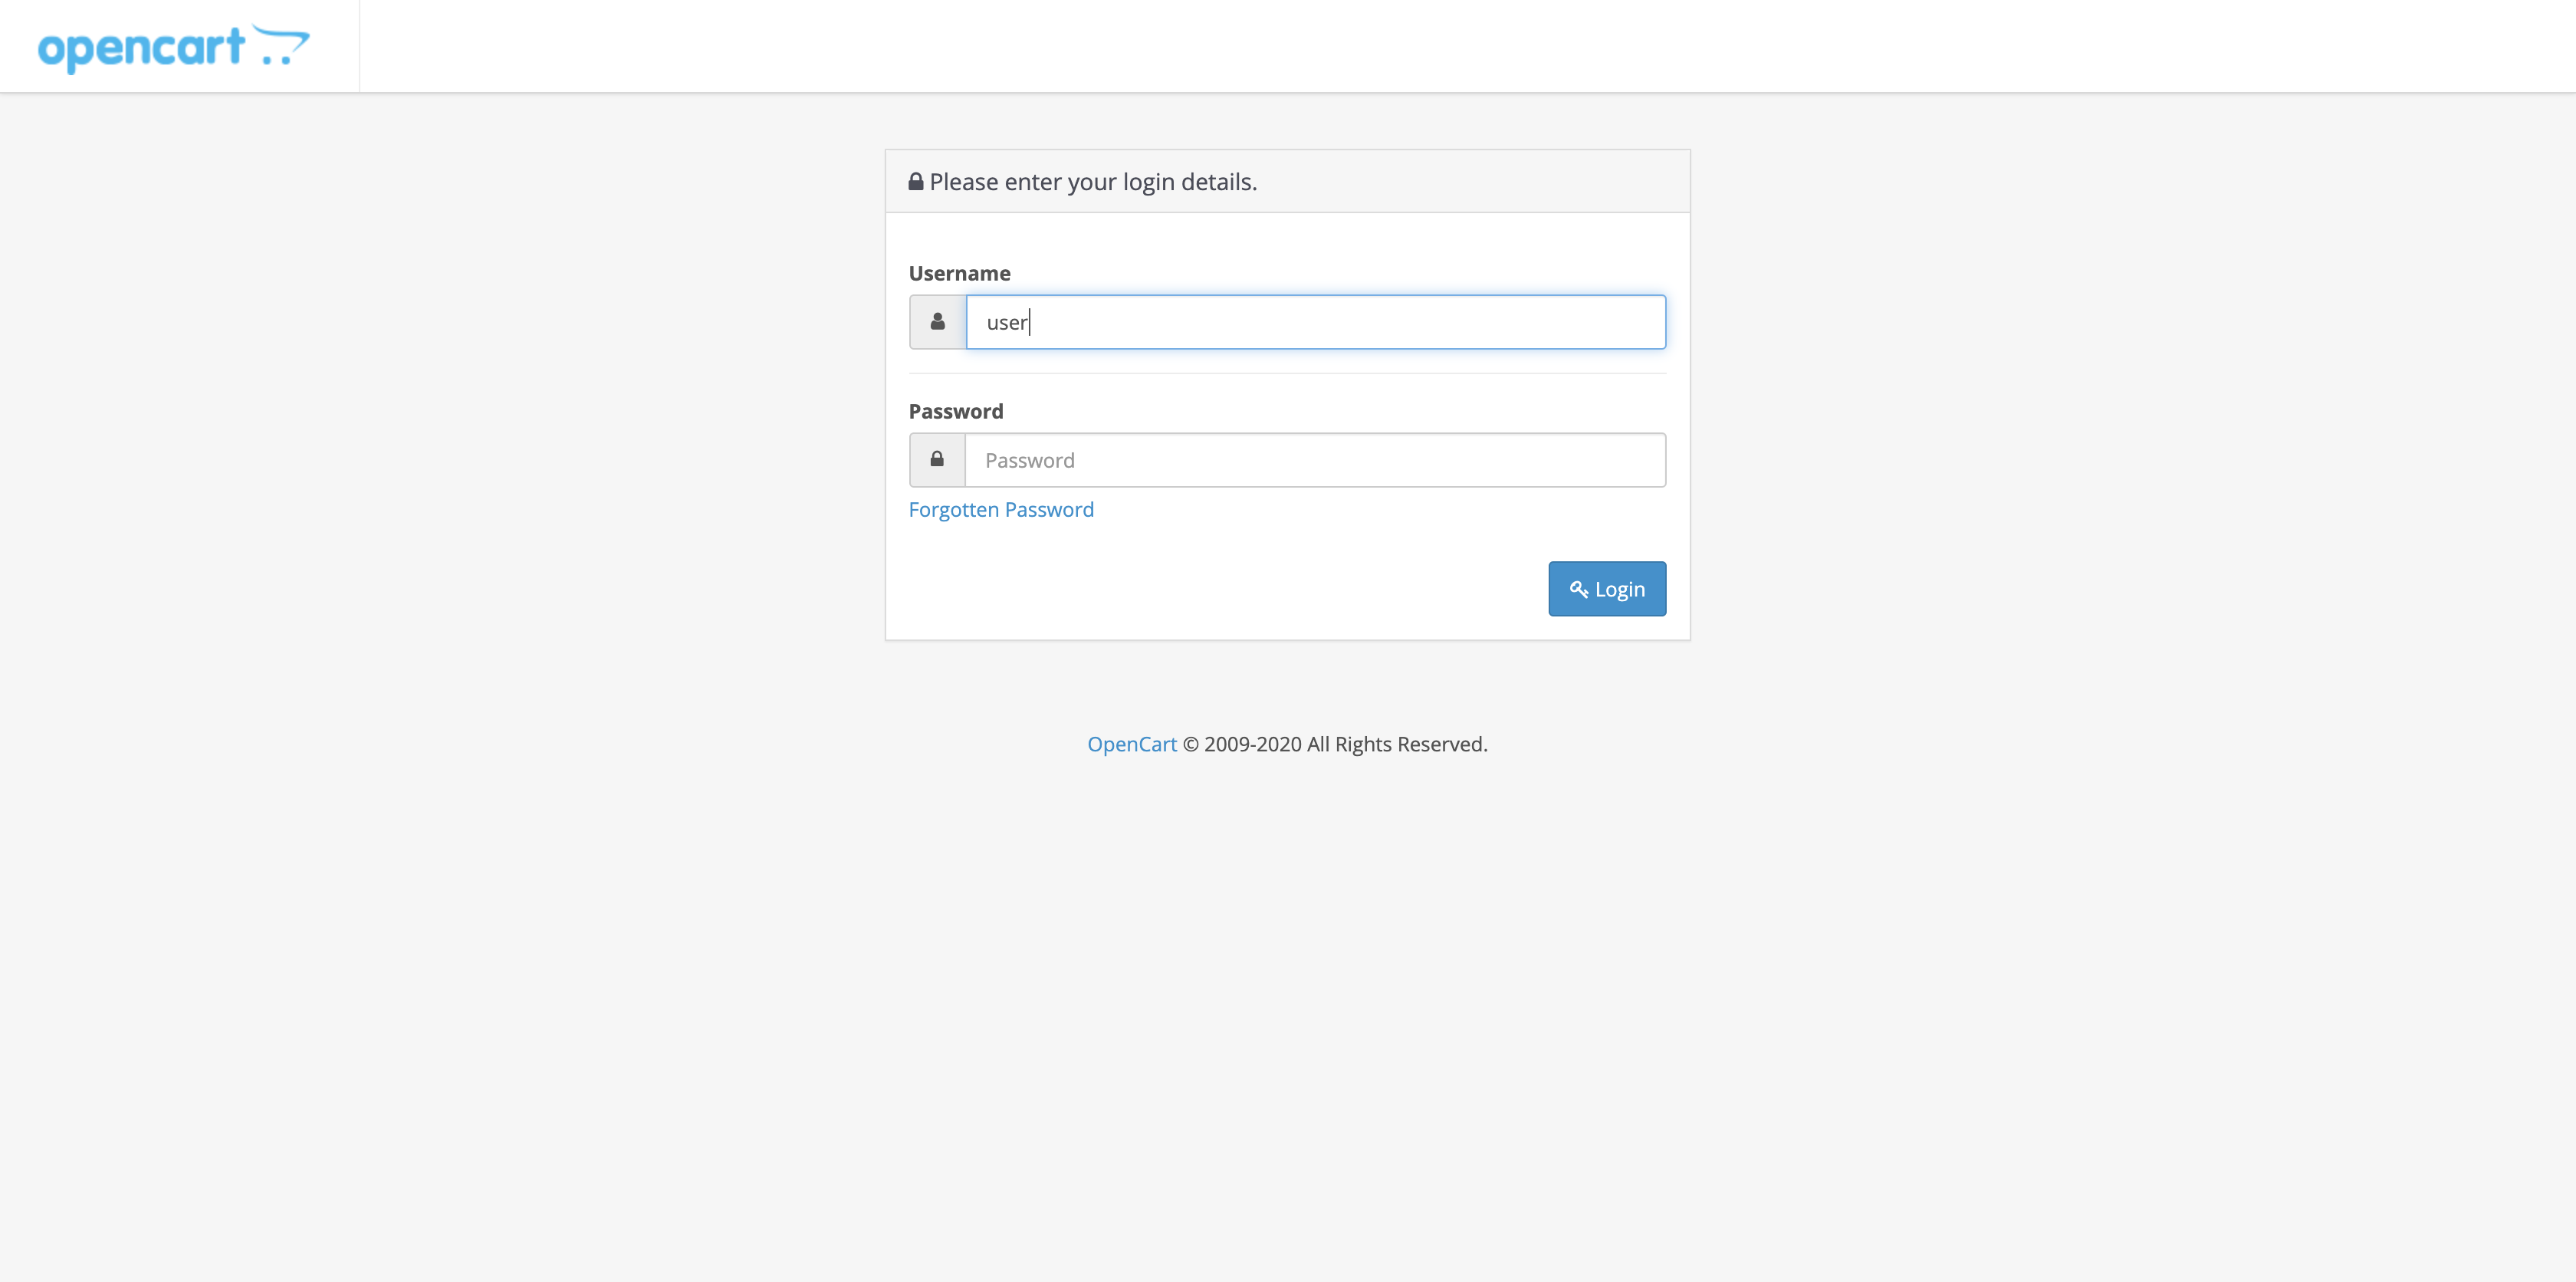 opencart
Please enter your login details.
Username
user
Password
Password
Forgotten Password
Login
OpenCart © 2009-2020 All Rights Reserved.